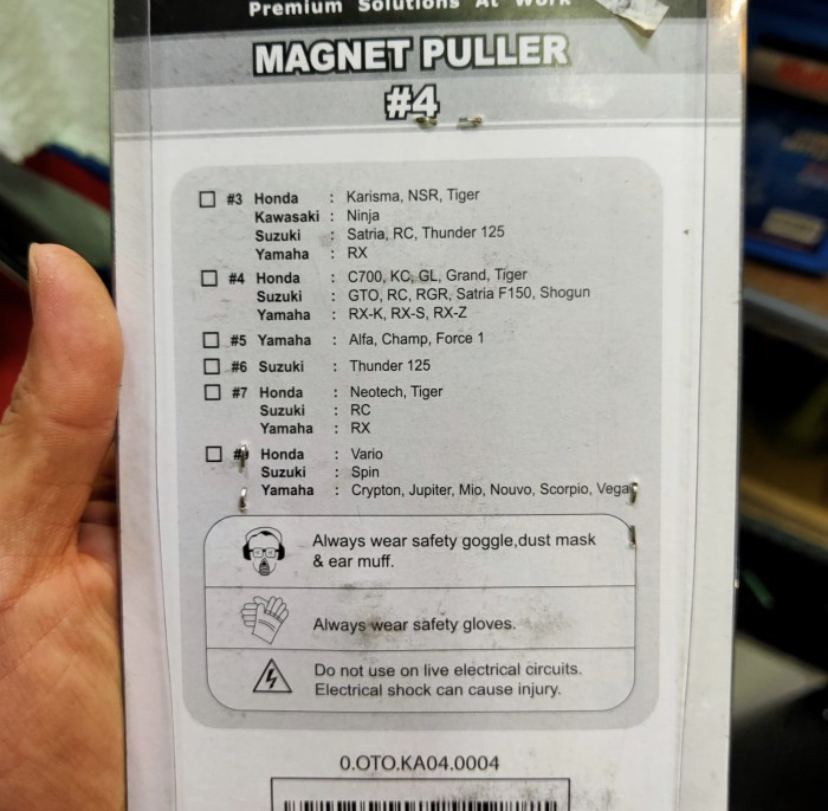 Premium Solutions At Work
MAGNET PULLER
#4
#3 Honda : Karisma, NSR, Tiger
Kawasaki : Ninja
Suzuki : Satria, RC, Thunder 125
Yamaha : RX
#4 Honda : C700, KC, GL, Grand, Tiger
Suzuki : GTO, RC, RGR, Satria F150, Shogun
Yamaha : RX-K, RX-S, RX-Z
#5 Yamaha : Alfa, Champ, Force 1
#6 Suzuki : Thunder 125
#7 Honda : Neotech, Tiger
Suzuki : RC
Yamaha : RX
Honda : Vario
Suzuki : Spin
Yamaha : Crypton, Jupiter, Mio, Nouvo, Scorpio, Vega
Always wear safety goggle,dust mask
& ear muff.
Always wear safety gloves.
Do not use on live electrical circuits.
Electrical shock can cause injury.
0.OTO.KA04.0004